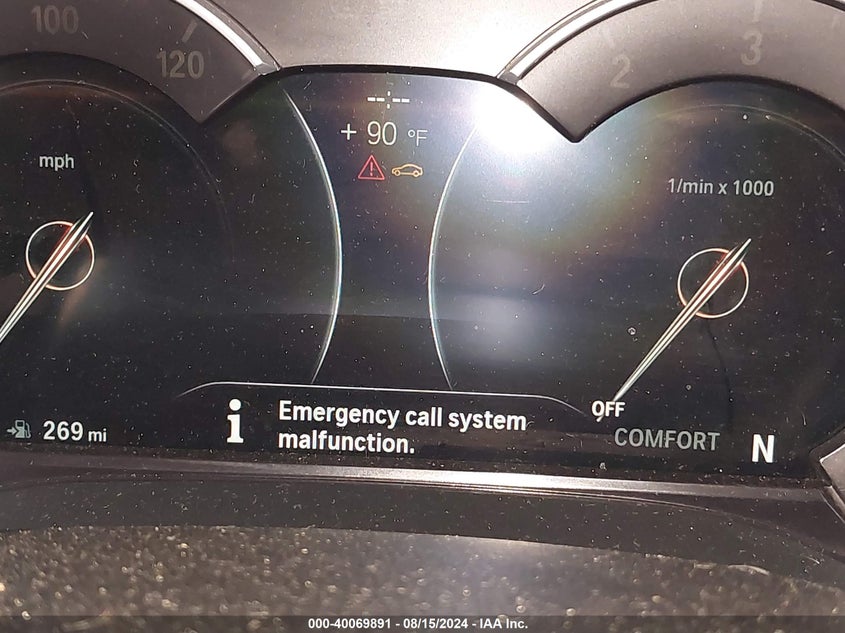 100
120
3
2
--:--
+ 90 °F
mph
1/min x 1000
OFF
269 mi
i
Emergency call system
malfunction.
COMFORT
N
000-40069891 - 08/15/2024 - IAA Inc.